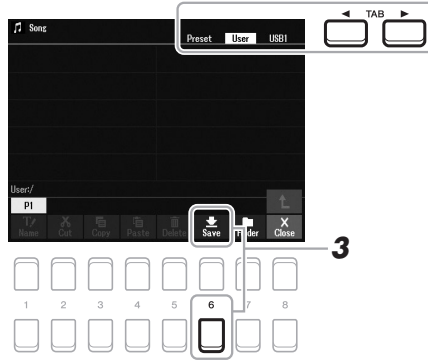 Song
Preset User USB1
◄ TAB ►
User:/
P1
Name Cut Copy Paste Delete Save Folder Close
3
1 2 3 4 5 6 7 8